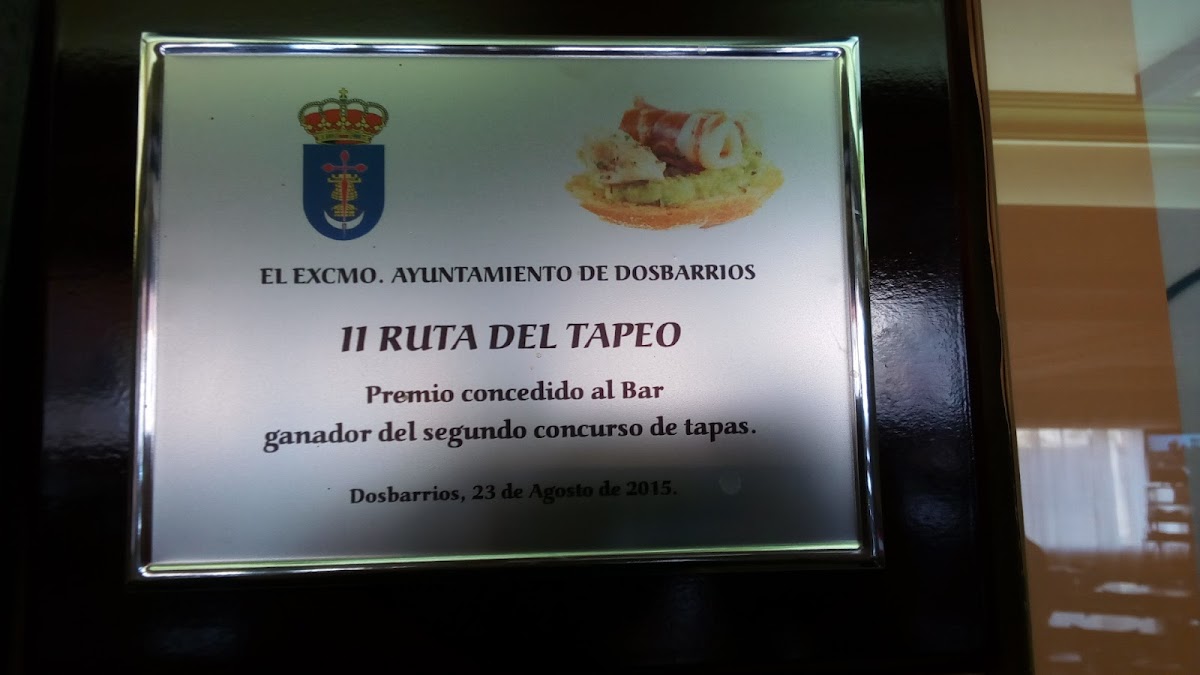 EL EXCMO. AYUNTAMIENTO DE DOSBARRIOS
II RUTA DEL TAPEO
Premio concedido al Bar
ganador del segundo concurso de tapas.
Dosbarrios, 23 de Agosto de 2015.